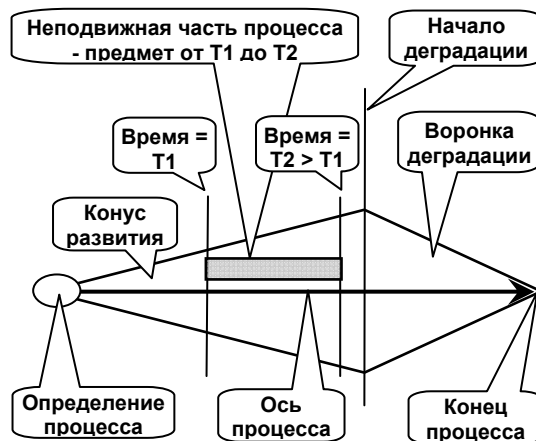 Неподвижная часть процесса
- предмет от Т1 до Т2
Начало
деградации
Время =
Т1
Время =
Т2 > Т1
Воронка
деградации
Конус
развития
Определение
процесса
Ось
процесса
Конец
процесса